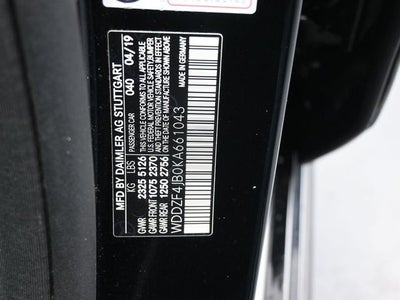 MFD BY DAIMLER AG STUTTGART
KG LBS PASSENGER CAR 040 04/19
GVWR 2325 5126 THIS VEHICLE CONFORMS TO ALL APPLICABLE
GAWR FRONT 1075 2370 U.S. FEDERAL MOTOR VEHICLE SAFETY/BUMPER
GAWR REAR 1250 2756 AND THEFT PREVENTION STANDARDS IN EFFECT
ON THE DATE OF MANUFACTURE SHOWN ABOVE
WDDZF4JB0KA661043
MADE IN GERMANY